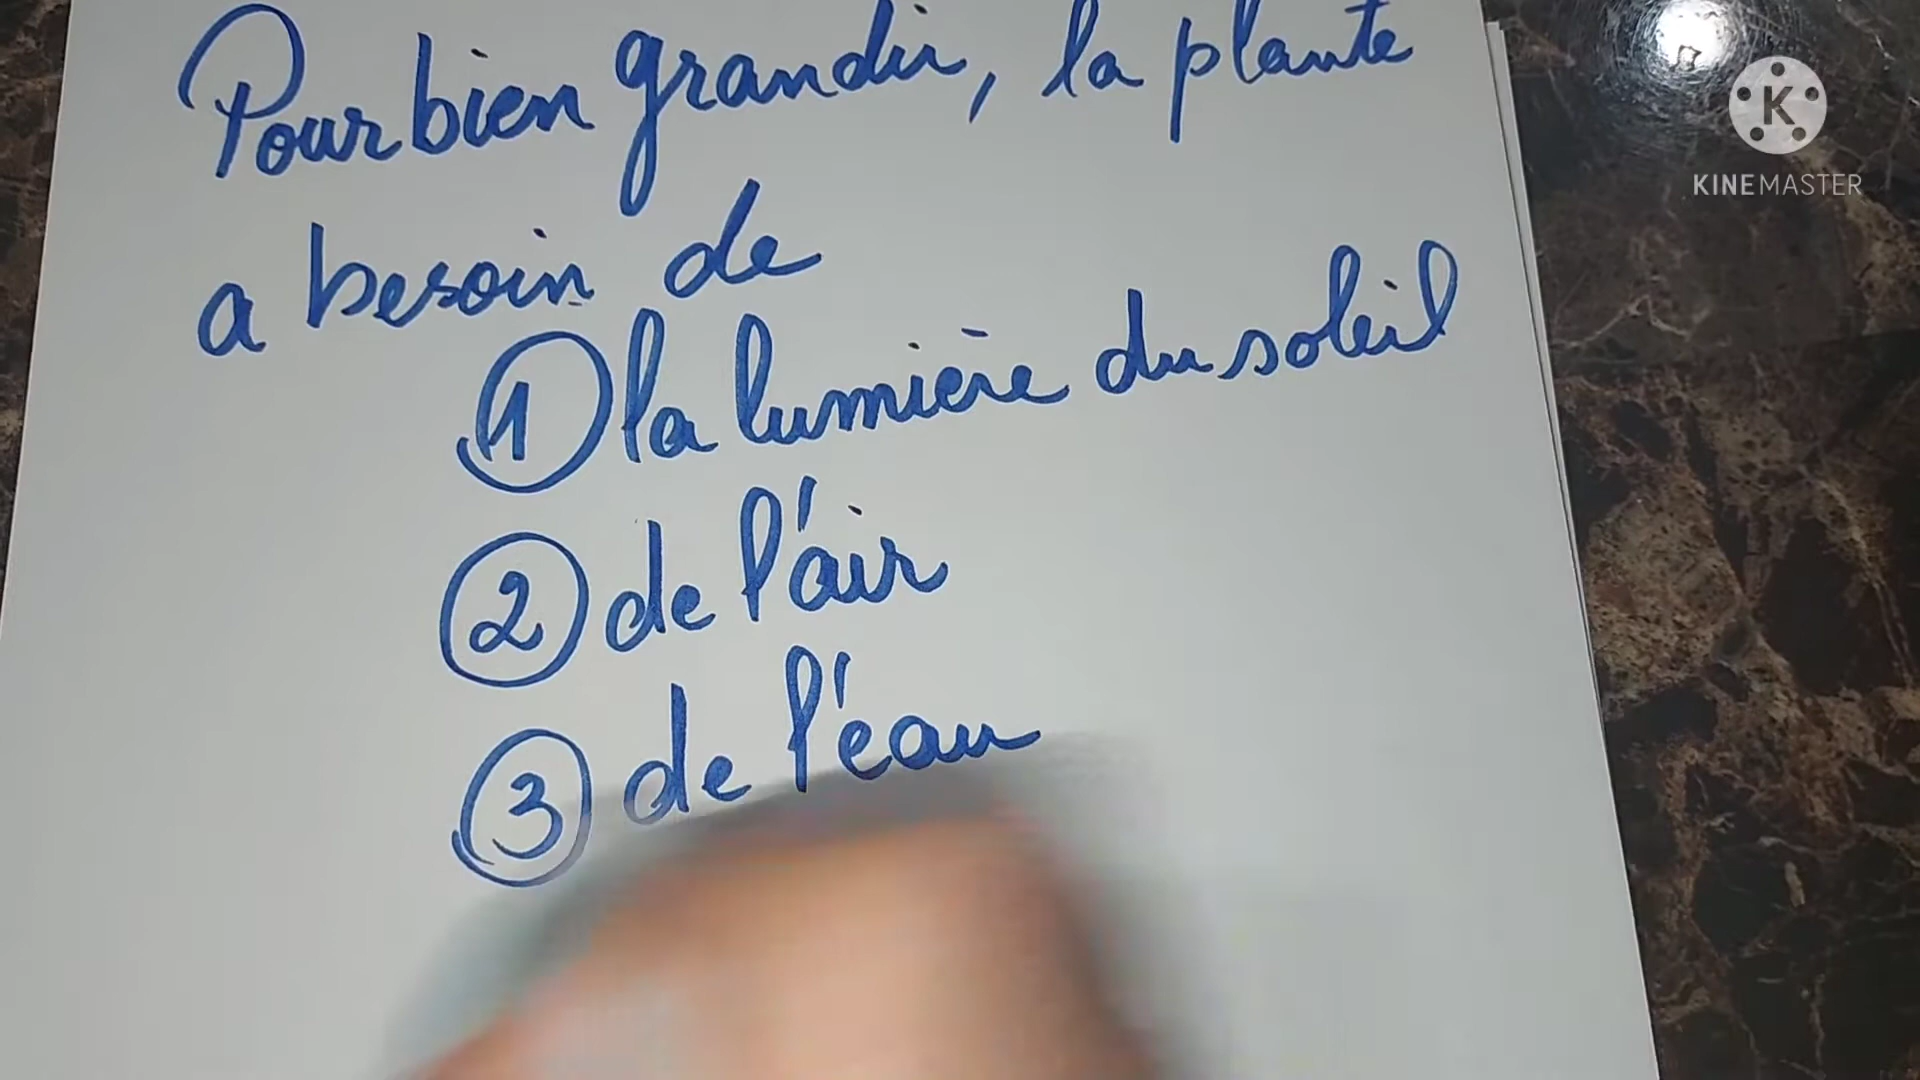 Pour bien grandir, la plante
a besoin de
1 la lumière du soleil
2 de l'air
3 de l'eau
K
KINEMASTER